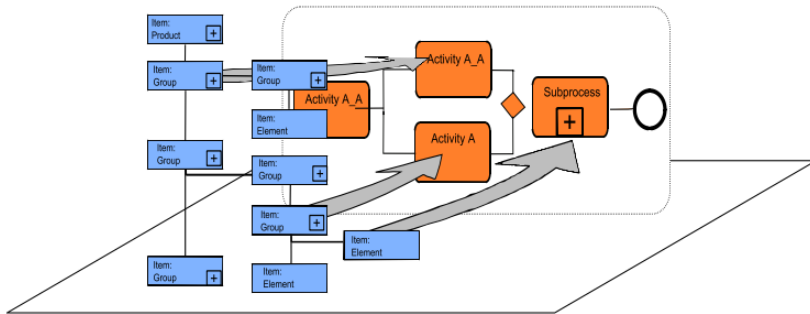 Item:
Product
+
Item:
Group
+
Item:
Group
+
Activity A_A
Activity A_A
Subprocess
+
Item:
Element
Activity A
Item:
Group
+
Item:
Group
Item:
Group
+
Item:
Element
Item:
Group
+
Item:
Element